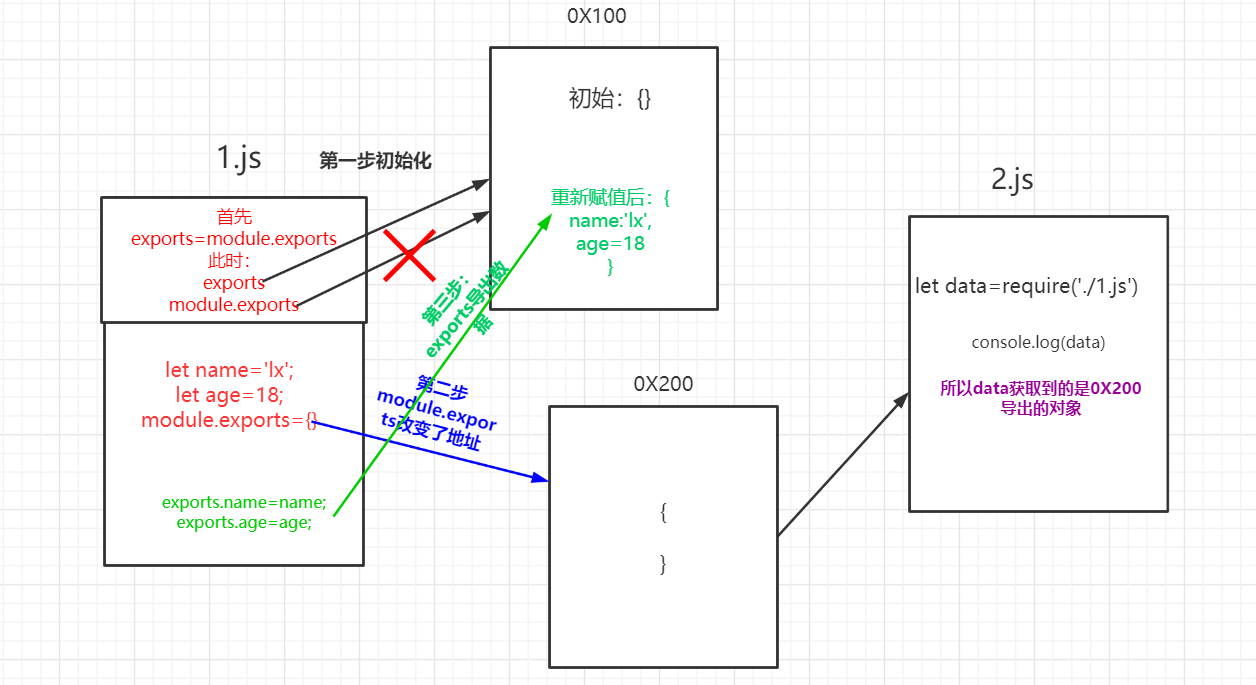 0X100
初始：{}
重新赋值后：{
name:'lx',
age=18
}
1.js
第一步初始化
首先
exports=module.exports
此时：
exports
module.exports
let name='lx';
let age=18;
module.exports={}
exports.name=name;
exports.age=age;
第三步：
exports导出数
据
第二步
module.expor
ts改变了地址
0X200
{
}
2.js
let data=require('./1.js')
console.log(data)
所以data获取到的是0X200
导出的对象